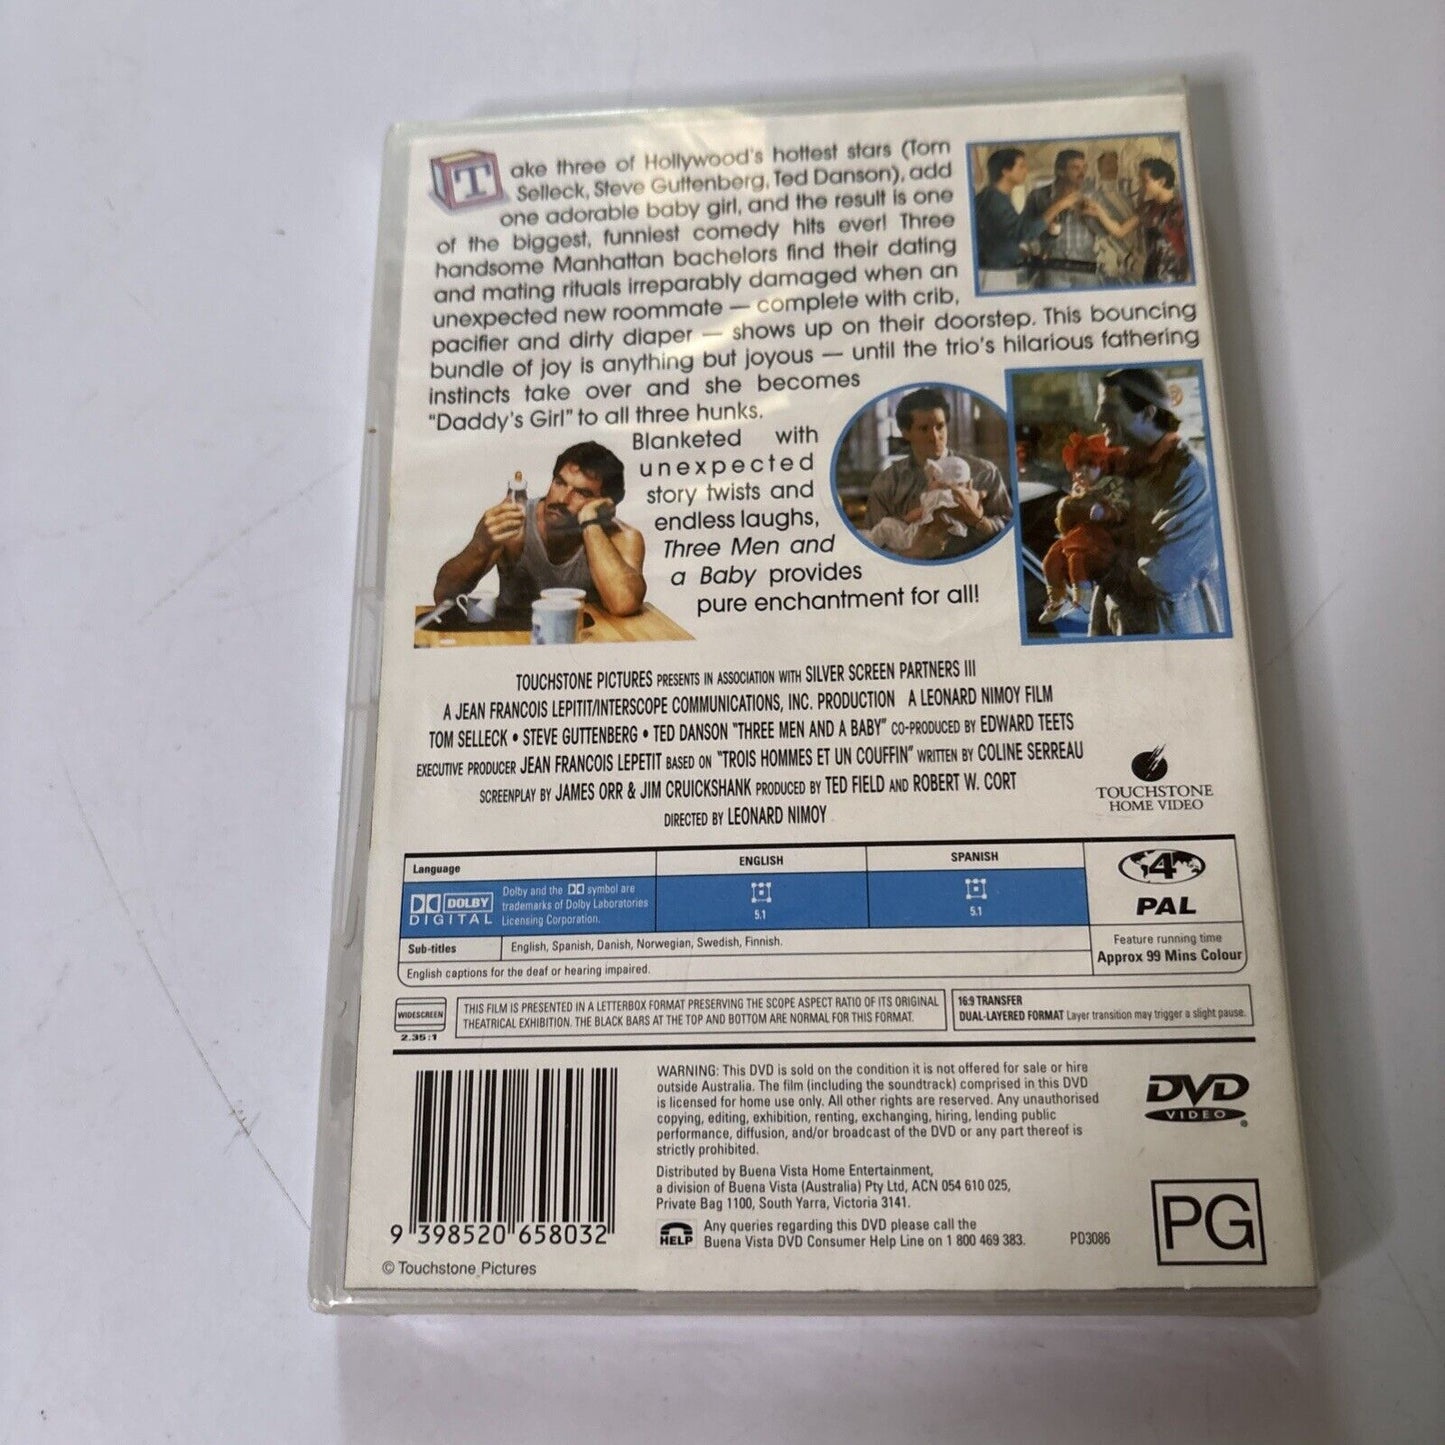 Take three of Hollywood's hottest stars (Tom
Selleck, Steve Guttenberg, Ted Danson), add
one adorable baby girl, and the result is one
of the biggest, funniest comedy hits ever! Three
handsome Manhattan bachelors find their dating
and mating rituals irreparably damaged when an
unexpected new roommate — complete with crib,
pacifier and dirty diaper — shows up on their doorstep. This bouncing
bundle of joy is anything but joyous — until the trio's hilarious fathering
instincts take over and she becomes
"Daddy's Girl" to all three hunks.
Blanketed with
unexpected
story twists and
endless laughs,
Three Men and
a Baby provides
pure enchantment for all!
TOUCHSTONE PICTURES PRESENTS IN ASSOCIATION WITH SILVER SCREEN PARTNERS III
A JEAN FRANCOIS LEPITIT/INTERSCOPE COMMUNICATIONS, INC. PRODUCTION A LEONARD NIMOY FILM
TOM SELLECK • STEVE GUTTENBERG • TED DANSON "THREE MEN AND A BABY" CO-PRODUCED BY EDWARD TEETS
EXECUTIVE PRODUCER JEAN FRANCOIS LEPETIT BASED ON "TROIS HOMMES ET UN COUFFIN" WRITTEN BY COLINE SERREAU
SCREENPLAY BY JAMES ORR & JIM CRUICKSHANK PRODUCED BY TED FIELD AND ROBERT W. CORT
DIRECTED BY LEONARD NIMOY
TOUCHSTONE
HOME VIDEO
Language
ENGLISH
SPANISH
DOLBY
DIGITAL
Dolby and the DD symbol are
trademarks of Dolby Laboratories
Licensing Corporation.
5.1
5.1
4
PAL
Sub-titles
English, Spanish, Danish, Norwegian, Swedish, Finnish.
English captions for the deaf or hearing impaired.
Feature running time
Approx 99 Mins Colour
WIDESCREEN
2.35:1
THIS FILM IS PRESENTED IN A LETTERBOX FORMAT PRESERVING THE SCOPE ASPECT RATIO OF ITS ORIGINAL
THEATRICAL EXHIBITION. THE BLACK BARS AT THE TOP AND BOTTOM ARE NORMAL FOR THIS FORMAT.
16:9 TRANSFER
DUAL-LAYERED FORMAT Layer transition may trigger a slight pause.
WARNING: This DVD is sold on the condition it is not offered for sale or hire
outside Australia. The film (including the soundtrack) comprised in this DVD
is licensed for home use only. All other rights are reserved. Any unauthorised
copying, editing, exhibition, renting, exchanging, hiring, lending public
performance, diffusion, and/or broadcast of the DVD or any part thereof is
strictly prohibited.
Distributed by Buena Vista Home Entertainment,
a division of Buena Vista (Australia) Pty Ltd, ACN 054 610 025,
Private Bag 1100, South Yarra, Victoria 3141.
HELP
Any queries regarding this DVD please call the
Buena Vista DVD Consumer Help Line on 1 800 469 383.
PD3086
DVD
VIDEO
PG
9 398520 658032
© Touchstone Pictures